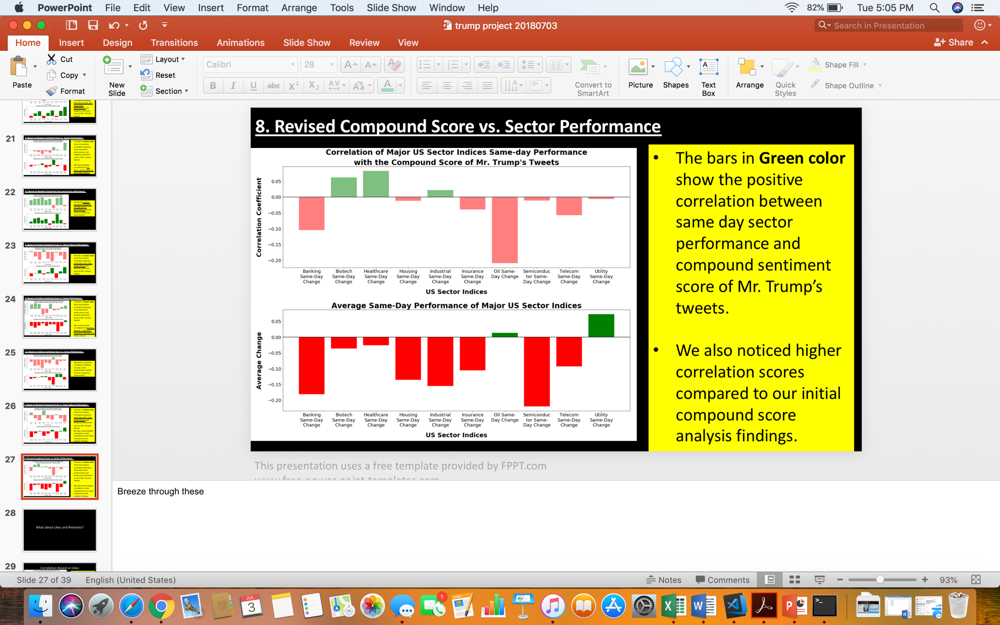 PowerPoint File Edit View Insert Format Arrange Tools Slide Show Window Help 82% Tue 5:05 PM
trump project 20180703
Search in Presentation
Home Insert Design Transitions Animations Slide Show Review View Share
Paste
Cut
Copy
Format
New Slide
Layout
Reset
Section
Calibri 28
B I U abc X² X₂ AV Aa A
Convert to
SmartArt
Picture
Shapes
Text
Box
Arrange
Quick
Styles
Shape Fill
Shape Outline
21
22
23
24
25
26
27
28
What about Likes and Retweets?
29
Correlation Based on Likes
8. Revised Compound Score vs. Sector Performance
Correlation of Major US Sector Indices Same-day Performance
with the Compound Score of Mr. Trump's Tweets
Correlation Coefficient
0.05
0.00
−0.05
−0.10
−0.15
−0.20
Banking Same-Day Change
Biotech Same-Day Change
Healthcare Same-Day Change
Housing Same-Day Change
Industrial Same-Day Change
Insurance Same-Day Change
Oil Same-Day Change
Semiconductor Same-Day Change
Telecom Same-Day Change
Utility Same-Day Change
US Sector Indices
Average Same-Day Performance of Major US Sector Indices
Average Change
0.05
0.00
−0.05
−0.10
−0.15
−0.20
Banking Same-Day Change
Biotech Same-Day Change
Healthcare Same-Day Change
Housing Same-Day Change
Industrial Same-Day Change
Insurance Same-Day Change
Oil Same-Day Change
Semiconductor Same-Day Change
Telecom Same-Day Change
Utility Same-Day Change
US Sector Indices
• The bars in Green color
show the positive
correlation between
same day sector
performance and
compound sentiment
score of Mr. Trump’s
tweets.
• We also noticed higher
correlation scores
compared to our initial
compound score
analysis findings.
This presentation uses a free template provided by FPPT.com
www.free-power-point-templates.com
Breeze through these
Slide 27 of 39 English (United States) Notes Comments 93%
JUL
3
1